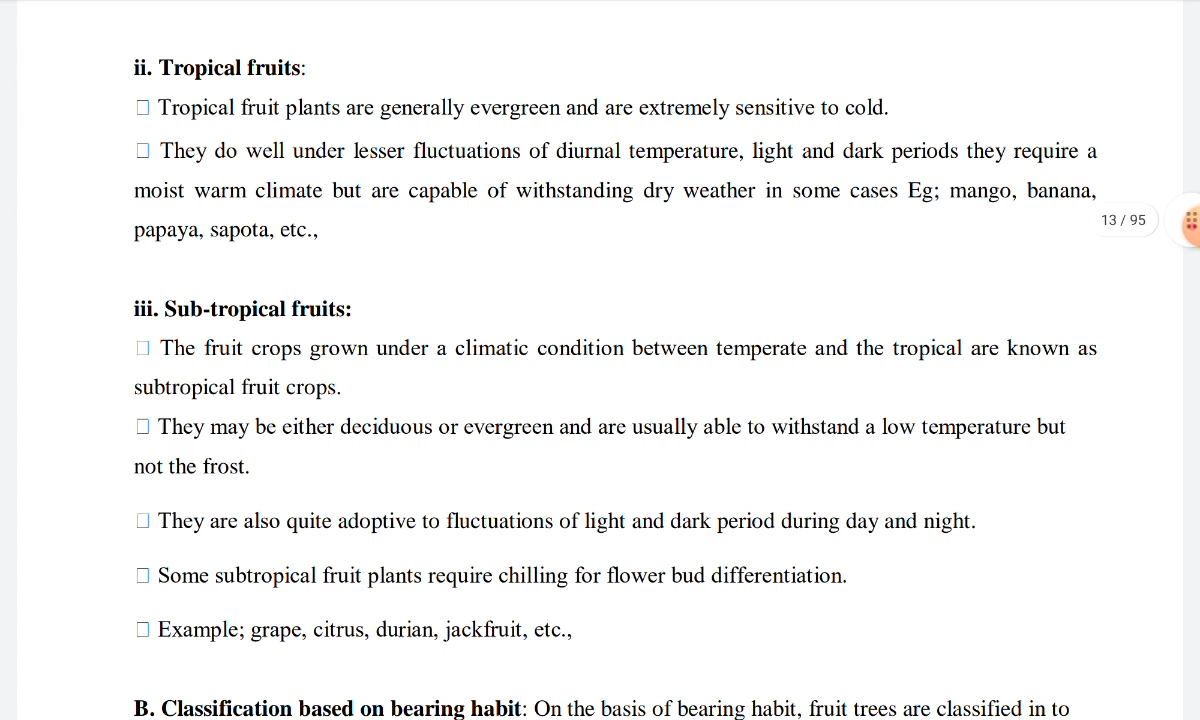 ii. Tropical fruits:
Tropical fruit plants are generally evergreen and are extremely sensitive to cold.
They do well under lesser fluctuations of diurnal temperature, light and dark periods they require a
moist warm climate but are capable of withstanding dry weather in some cases Eg; mango, banana,
13 / 95
papaya, sapota, etc.,
iii. Sub-tropical fruits:
The fruit crops grown under a climatic condition between temperate and the tropical are known as
subtropical fruit crops.
They may be either deciduous or evergreen and are usually able to withstand a low temperature but
not the frost.
They are also quite adoptive to fluctuations of light and dark period during day and night.
Some subtropical fruit plants require chilling for flower bud differentiation.
Example; grape, citrus, durian, jackfruit, etc.,
B. Classification based on bearing habit: On the basis of bearing habit, fruit trees are classified in to